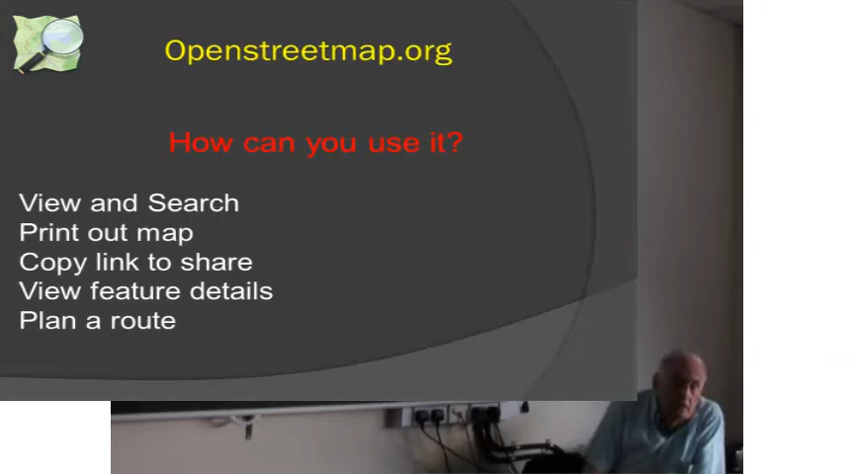 Openstreetmap.org
How can you use it?
View and Search
Print out map
Copy link to share
View feature details
Plan a route